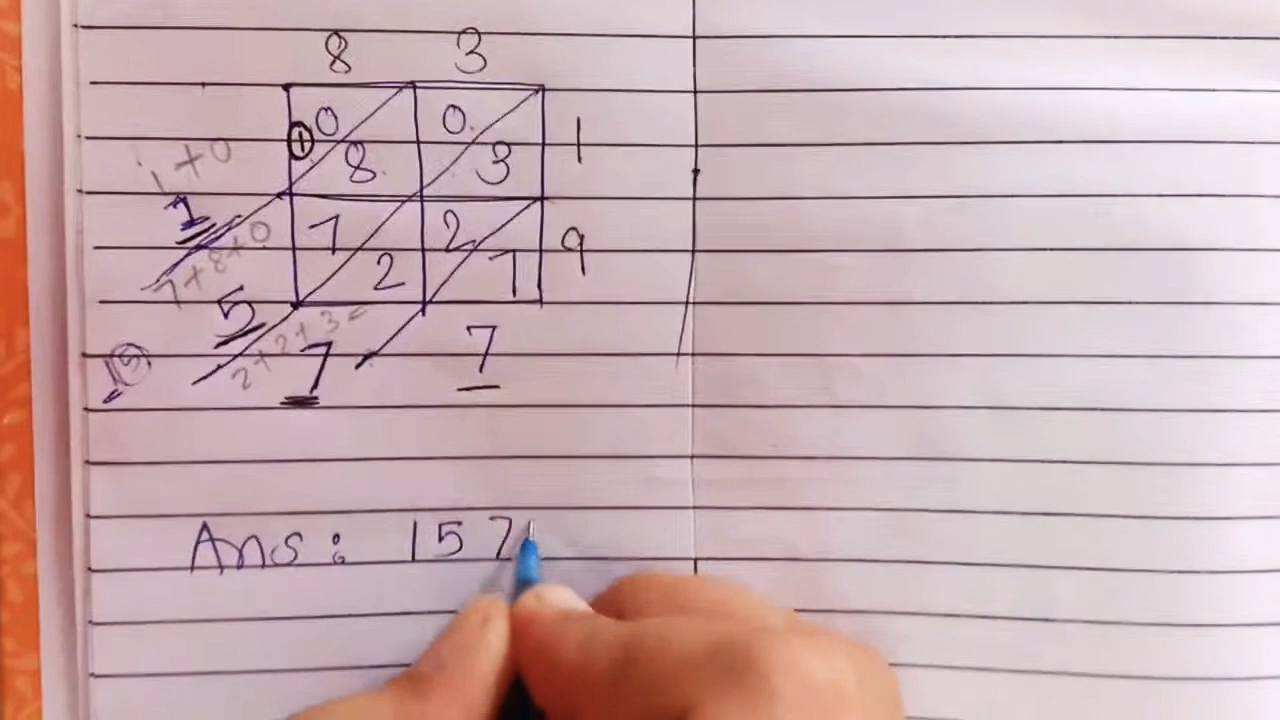 8 3
0 0
1 8 3 1
1+0
1 7 2 9
7+8+0 2 7
5 2+2+3=
15 7 7
Ans: 157